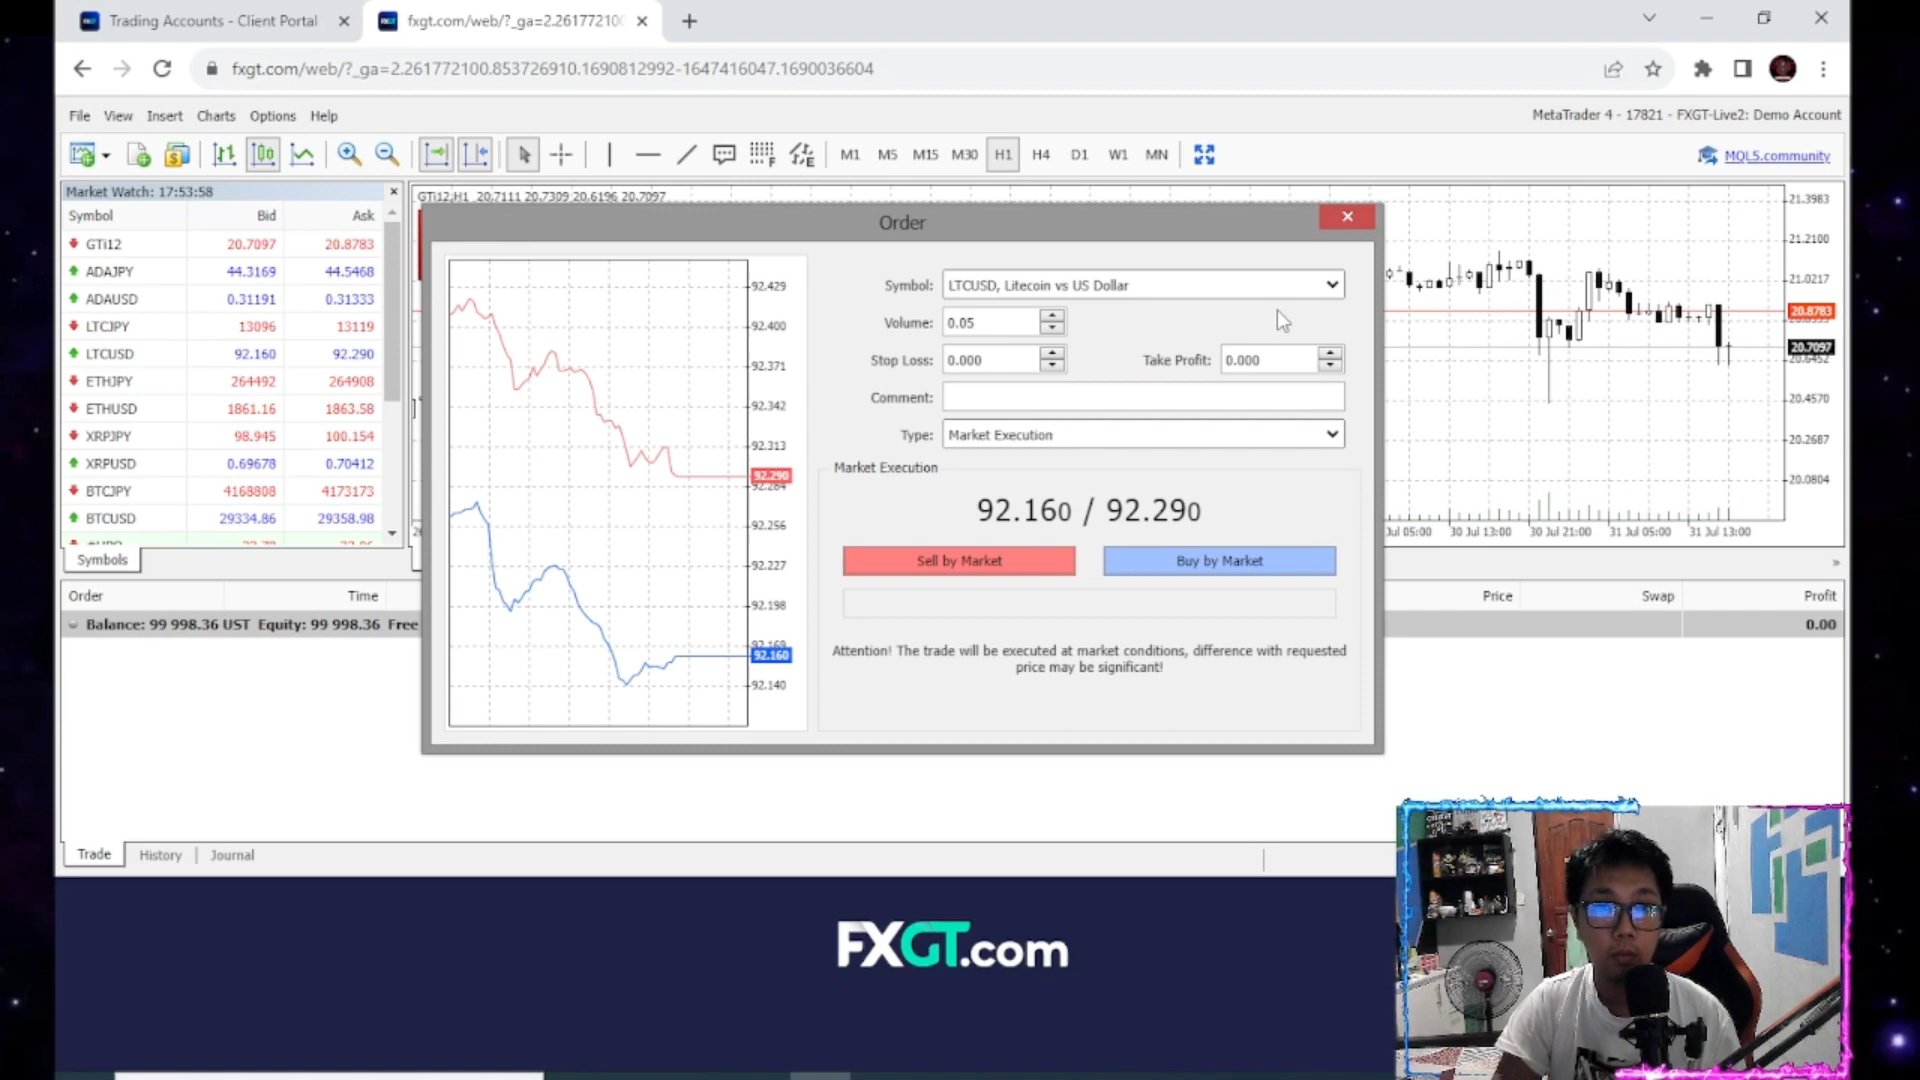 Trading Accounts - Client Portal
fxgt.com/web/?_ga=2.261772100
fxgt.com/web/?_ga=2.261772100.853726910.1690812992-1647416047.1690036604
File View Insert Charts Options Help
MetaTrader 4 - 17821 - FXGT-Live2: Demo Account
M1 M5 M15 M30 H1 H4 D1 W1 MN
MQL5.community
Market Watch: 17:53:58
Symbol Bid Ask
GTi12 20.7097 20.8783
ADAJPY 44.3169 44.5468
ADAUSD 0.31191 0.31333
LTCJPY 13096 13119
LTCUSD 92.160 92.290
ETHJPY 264492 264908
ETHUSD 1861.16 1863.58
XRPJPY 98.945 100.154
XRPUSD 0.69678 0.70412
BTCJPY 4168808 4173173
BTCUSD 29334.86 29358.98
Symbols
GTi12,H1 20.7111 20.7309 20.6196 20.7097
Order
92.429
92.400
92.371
92.342
92.313
92.290
92.284
92.256
92.227
92.198
92.169
92.160
92.140
Symbol: LTCUSD, Litecoin vs US Dollar
Volume: 0.05
Stop Loss: 0.000 Take Profit: 0.000
Comment:
Type: Market Execution
Market Execution
92.160 / 92.290
Sell by Market Buy by Market
Attention! The trade will be executed at market conditions, difference with requested
price may be significant!
21.3983
21.2100
21.0217
20.8783
20.7097
20.6452
20.4570
20.2687
20.0804
Jul 05:00 30 Jul 13:00 30 Jul 21:00 31 Jul 05:00 31 Jul 13:00
Order Time Price Swap Profit
Balance: 99 998.36 UST Equity: 99 998.36 Free 0.00
Trade History Journal
FXGT.com